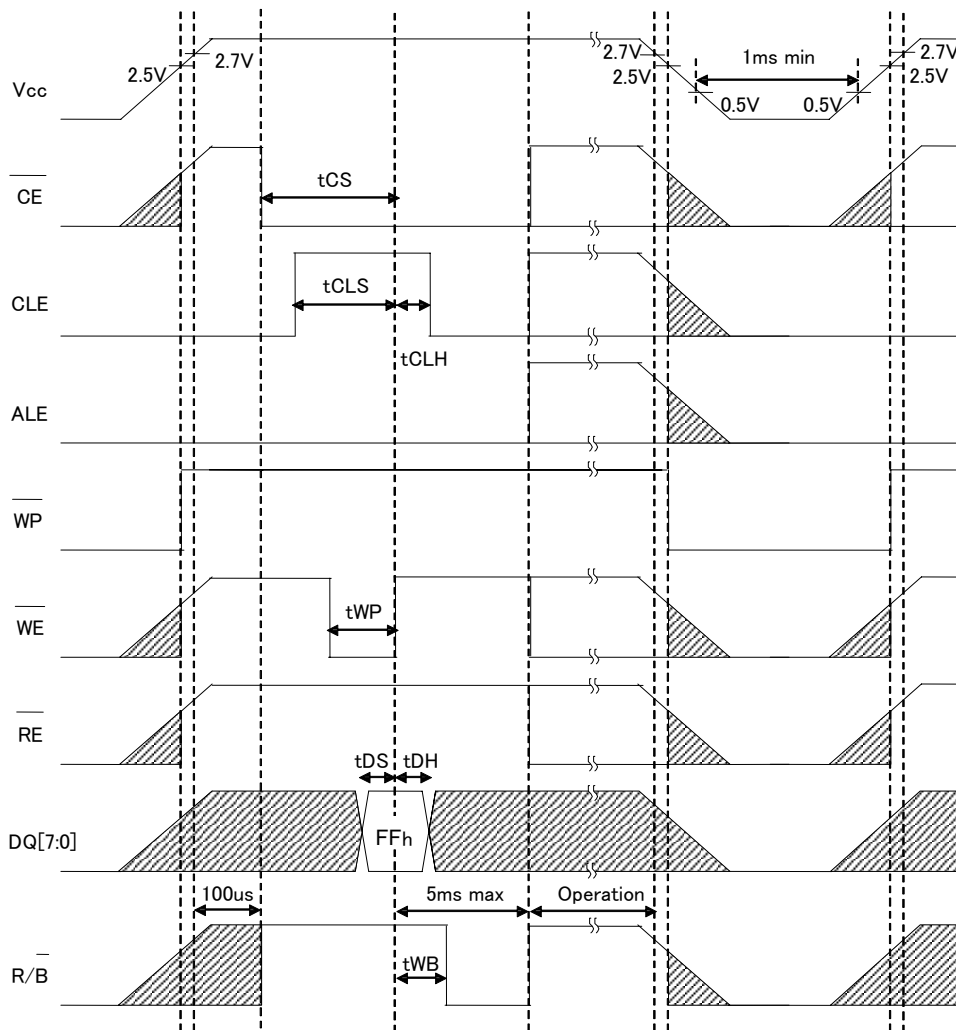 2.7V
1ms min
2.7V
2.5V
2.7V
2.5V
2.5V
Vcc
0.5V
0.5V
tCS
CE
tCLS
CLE
tCLH
ALE
WP
tWP
WE
RE
tDS
tDH
FFh
DQ[7:0]
100us
5ms max
Operation
tWB
R/B